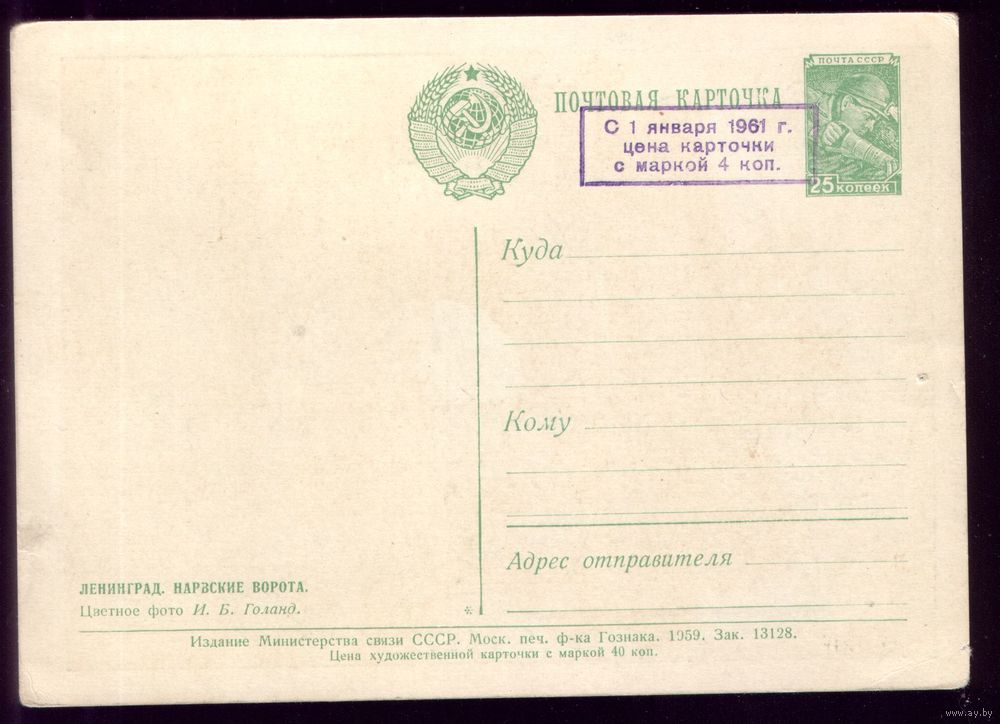 ПОЧТА СССР
ПОЧТОВАЯ КАРТОЧКА
С 1 января 1961 г.
цена карточки
с маркой 4 коп.
25 копеек
Куда
Кому
Адрес отправителя
ЛЕНИНГРАД. НАРВСКИЕ ВОРОТА.
Цветное фото И. Б. Голанд.
Издание Министерства связи СССР. Моск. печ. ф-ка Гознака. 1959. Зак. 13128.
Цена художественной карточки с маркой 40 коп.
www.ay.by